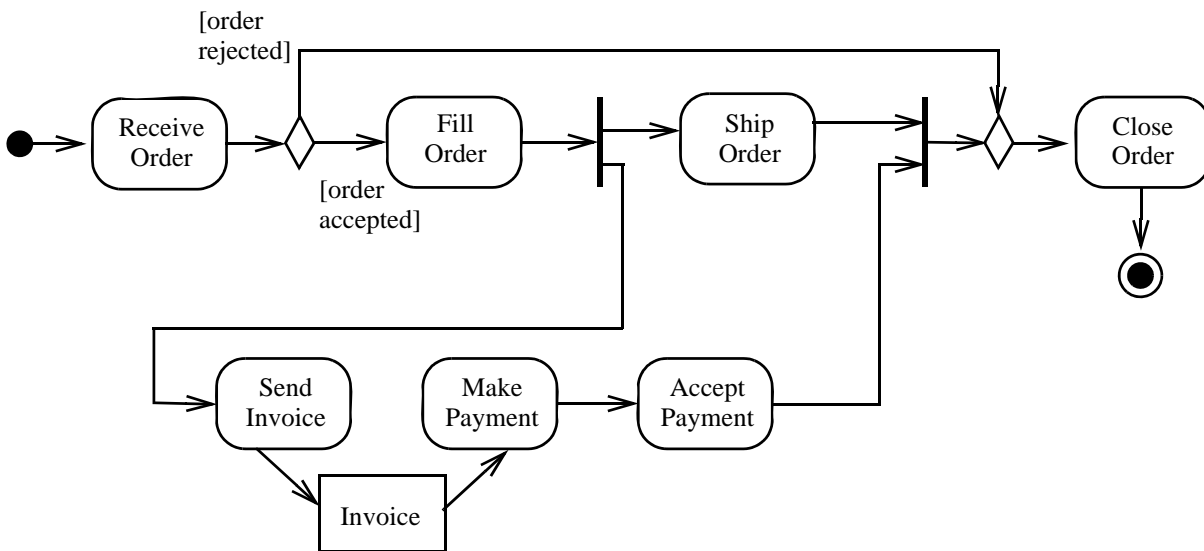 [order
rejected]
Receive
Order
Fill
Order
Ship
Order
Close
Order
[order
accepted]
Send
Invoice
Make
Payment
Accept
Payment
Invoice